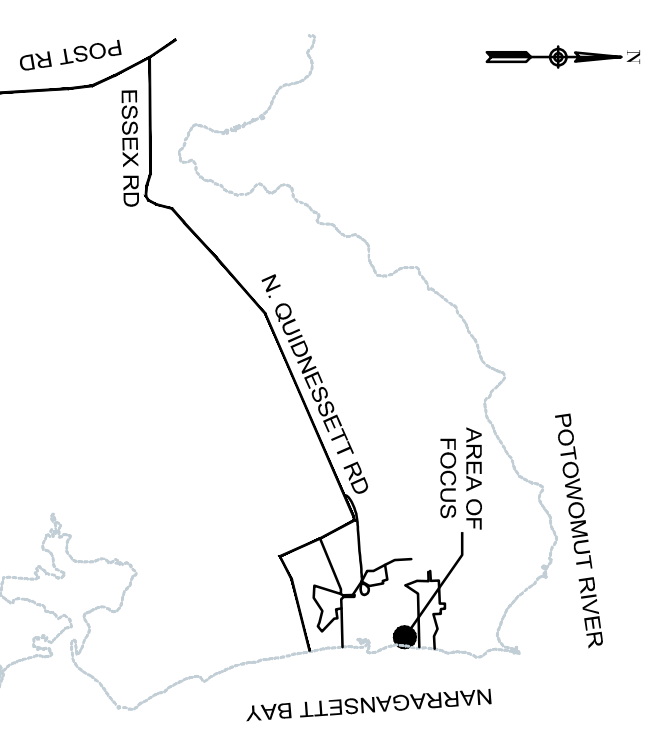 N
POST RD
ESSEX RD
N. QUIDNESSETT RD
AREA OF
FOCUS
POTOWOMUT RIVER
NARRAGANSETT BAY